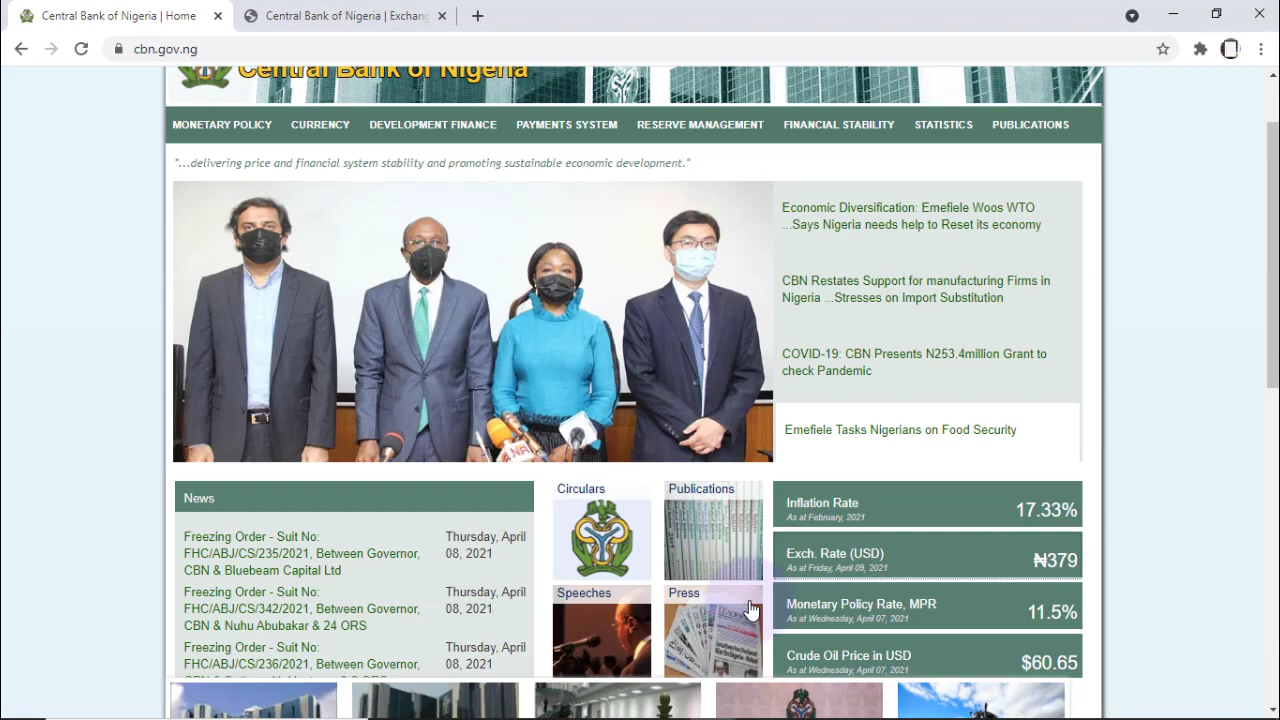 Central Bank of Nigeria | Home
Central Bank of Nigeria | Exchang
cbn.gov.ng
Central Bank of Nigeria
MONETARY POLICY
CURRENCY
DEVELOPMENT FINANCE
PAYMENTS SYSTEM
RESERVE MANAGEMENT
FINANCIAL STABILITY
STATISTICS
PUBLICATIONS
"...delivering price and financial system stability and promoting sustainable economic development."
Economic Diversification: Emefiele Woos WTO
...Says Nigeria needs help to Reset its economy
CBN Restates Support for manufacturing Firms in
Nigeria ...Stresses on Import Substitution
COVID-19: CBN Presents N253.4million Grant to
check Pandemic
Emefiele Tasks Nigerians on Food Security
News
Freezing Order - Suit No:
FHC/ABJ/CS/235/2021, Between Governor,
CBN & Bluebeam Capital Ltd
Thursday, April
08, 2021
Freezing Order - Suit No:
FHC/ABJ/CS/342/2021, Between Governor,
CBN & Nuhu Abubakar & 24 ORS
Thursday, April
08, 2021
Freezing Order - Suit No:
FHC/ABJ/CS/236/2021, Between Governor,
Thursday, April
08, 2021
Circulars
Publications
Speeches
Press
Inflation Rate
As at February, 2021
17.33%
Exch. Rate (USD)
As at Friday, April 09, 2021
₦379
Monetary Policy Rate, MPR
As at Wednesday, April 07, 2021
11.5%
Crude Oil Price in USD
As at Wednesday, April 07, 2021
$60.65